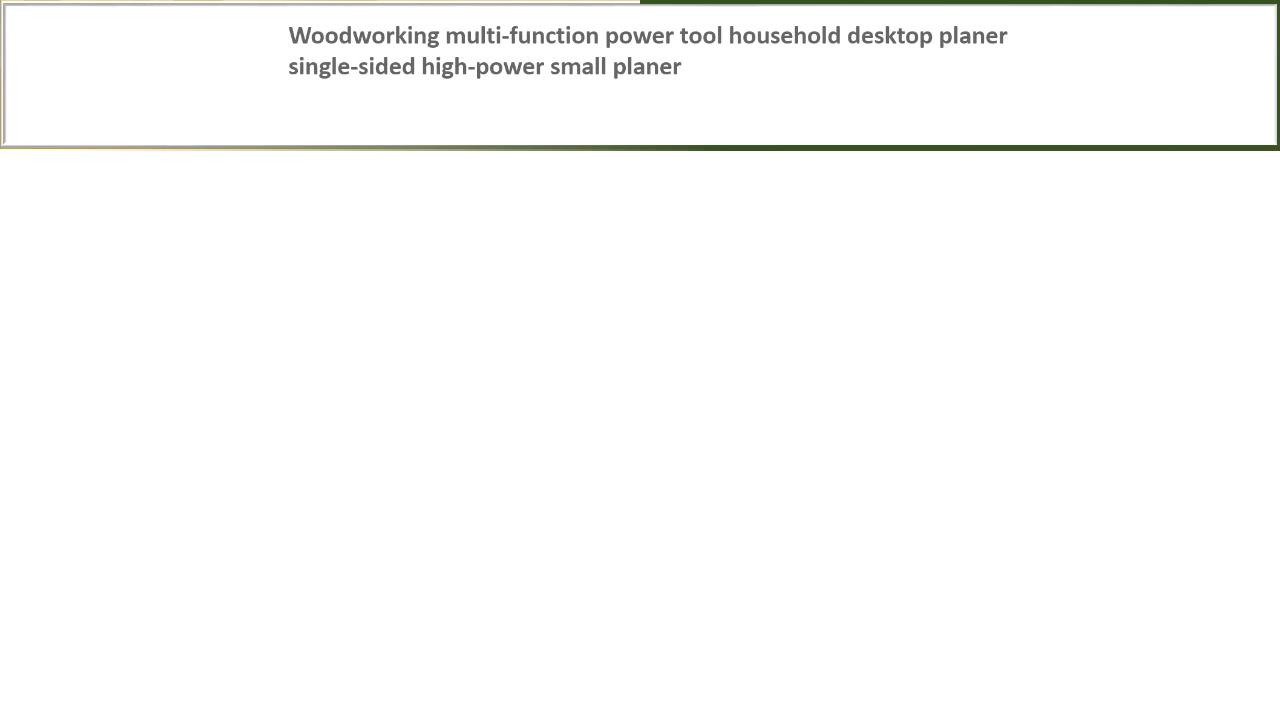 Woodworking multi-function power tool household desktop planer
single-sided high-power small planer